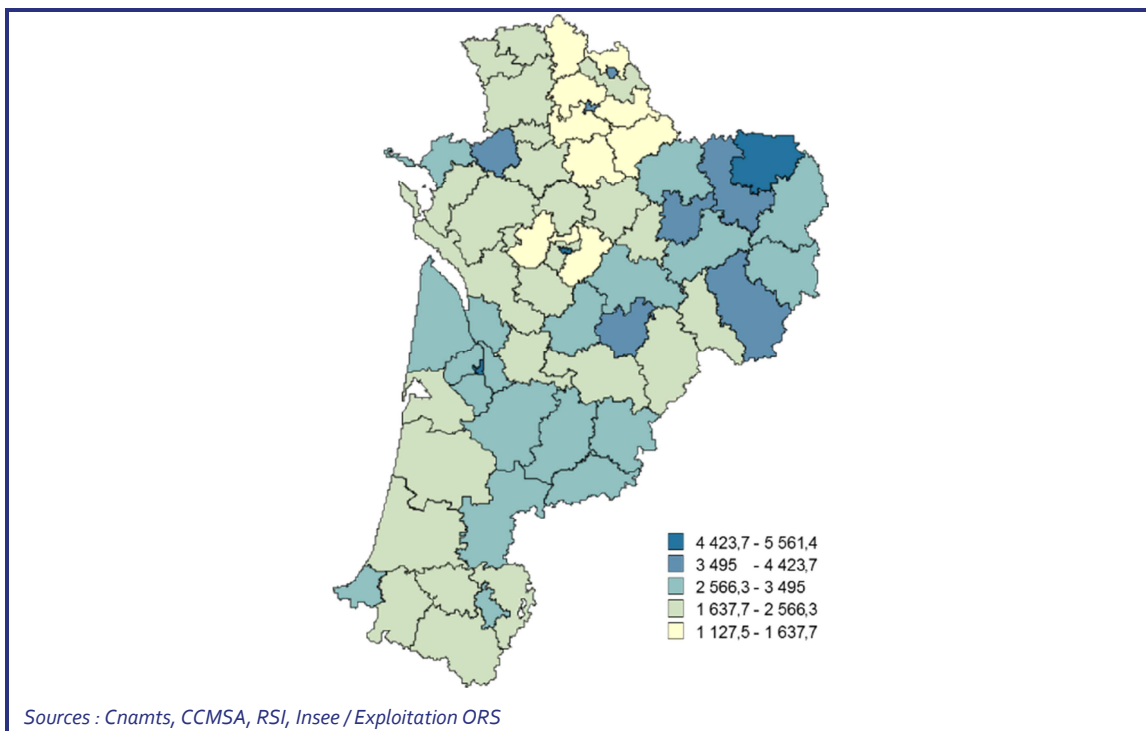 4 423,7 - 5 561,4
3 495 - 4 423,7
2 566,3 - 3 495
1 637,7 - 2 566,3
1 127,5 - 1 637,7
Sources : Cnamts, CCMSA, RSI, Insee / Exploitation ORS